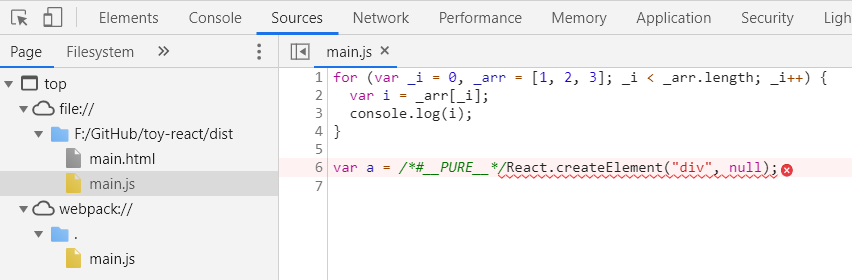 Elements Console Sources Network Performance Memory Application Security Ligh
Page Filesystem »
main.js ×
top
file://
F:/GitHub/toy-react/dist
main.html
main.js
webpack://
.
main.js
1 for (var _i = 0, _arr = [1, 2, 3]; _i < _arr.length; _i++) {
2   var i = _arr[_i];
3   console.log(i);
4 }
5
6 var a = /*#__PURE__*/React.createElement("div", null);
7